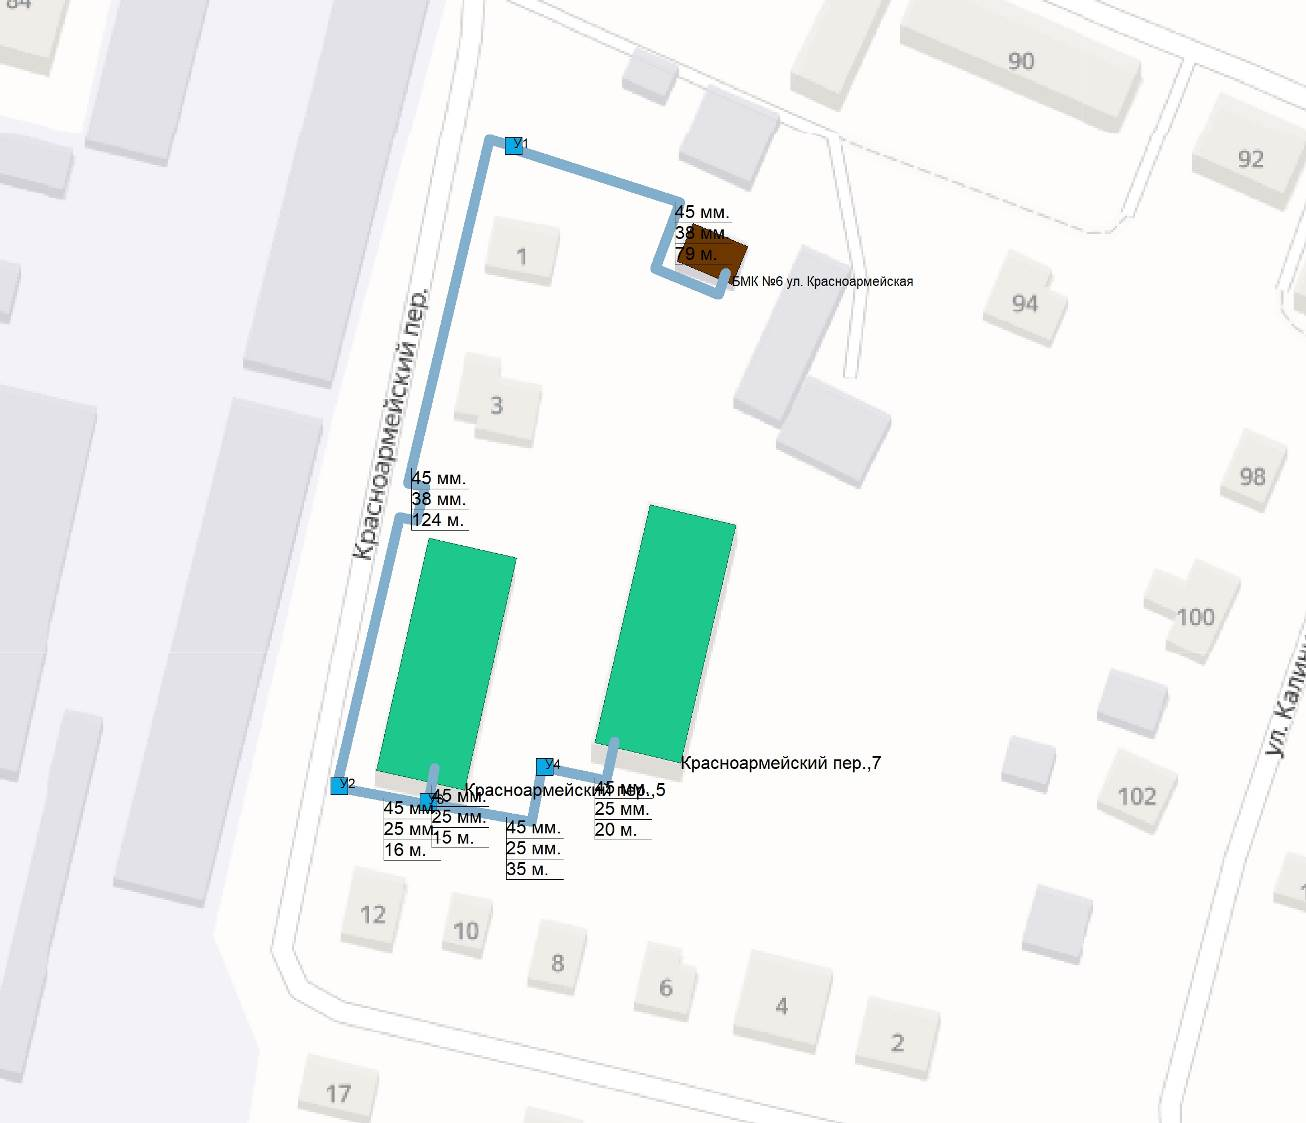 84
90
92
У1
45 мм.
38 мм.
79 м.
1
БМК №6 ул. Красноармейская
94
Красноармейский пер.
3
98
45 мм.
38 мм.
124 м.
100
ул. Калин
Красноармейский пер.,7
У4
У2
Красноармейский пер.,5
45 мм.
25 мм.
16 м.
У3
45 мм.
25 мм.
15 м.
45 мм.
25 мм.
35 м.
45 мм.
25 мм.
20 м.
102
12
10
8
6
4
2
17